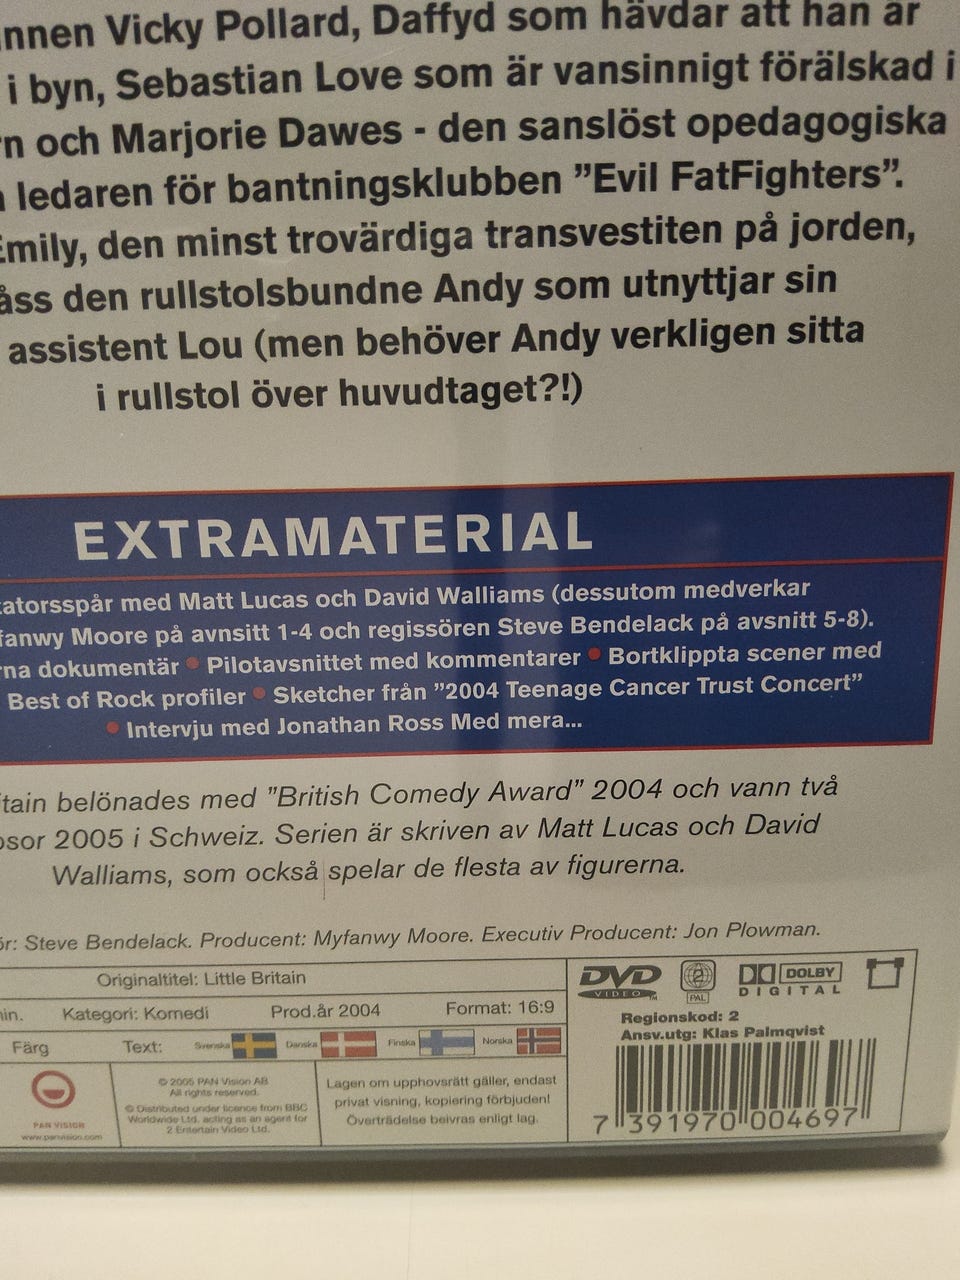 innen Vicky Pollard, Daffyd som hävdar att han är
i byn, Sebastian Love som är vansinnigt förälskad i
rn och Marjorie Dawes - den sanslöst opedagogiska
ledaren för bantningsklubben ”Evil FatFighters”.
Emily, den minst trovärdiga transvestiten på jorden,
åss den rullstolsbundne Andy som utnyttjar sin
assistent Lou (men behöver Andy verkligen sitta
i rullstol över huvudtaget?!)
EXTRAMATERIAL
tatorsspår med Matt Lucas och David Walliams (dessutom medverkar
fanwy Moore på avnsitt 1-4 och regissören Steve Bendelack på avsnitt 5-8).
rna dokumentär • Pilotavsnittet med kommentarer • Bortklippta scener med
Best of Rock profiler • Sketcher från ”2004 Teenage Cancer Trust Concert”
• Intervju med Jonathan Ross Med mera...
tain belönades med ”British Comedy Award” 2004 och vann två
osor 2005 i Schweiz. Serien är skriven av Matt Lucas och David
Walliams, som också spelar de flesta av figurerna.
ör: Steve Bendelack. Producent: Myfanwy Moore. Executiv Producent: Jon Plowman.
Originaltitel: Little Britain
min. Kategori: Komedi Prod.år 2004 Format: 16:9
Färg Text: Svenska Danska Finska Norska
PAN VISION
www.panvision.com
© 2005 PAN Vision AB
All rights reserved.
© Distributed under licence from BBC
Worldwide Ltd. acting as an agent for
2 Entertain Video Ltd.
Lagen om upphovsrätt gäller, endast
privat visning, kopiering förbjuden!
Överträdelse beivras enligt lag.
DVD
VIDEO TM
2
PAL
DOLBY
DIGITAL
Regionskod: 2
Ansv.utg: Klas Palmqvist
7 391970 004697